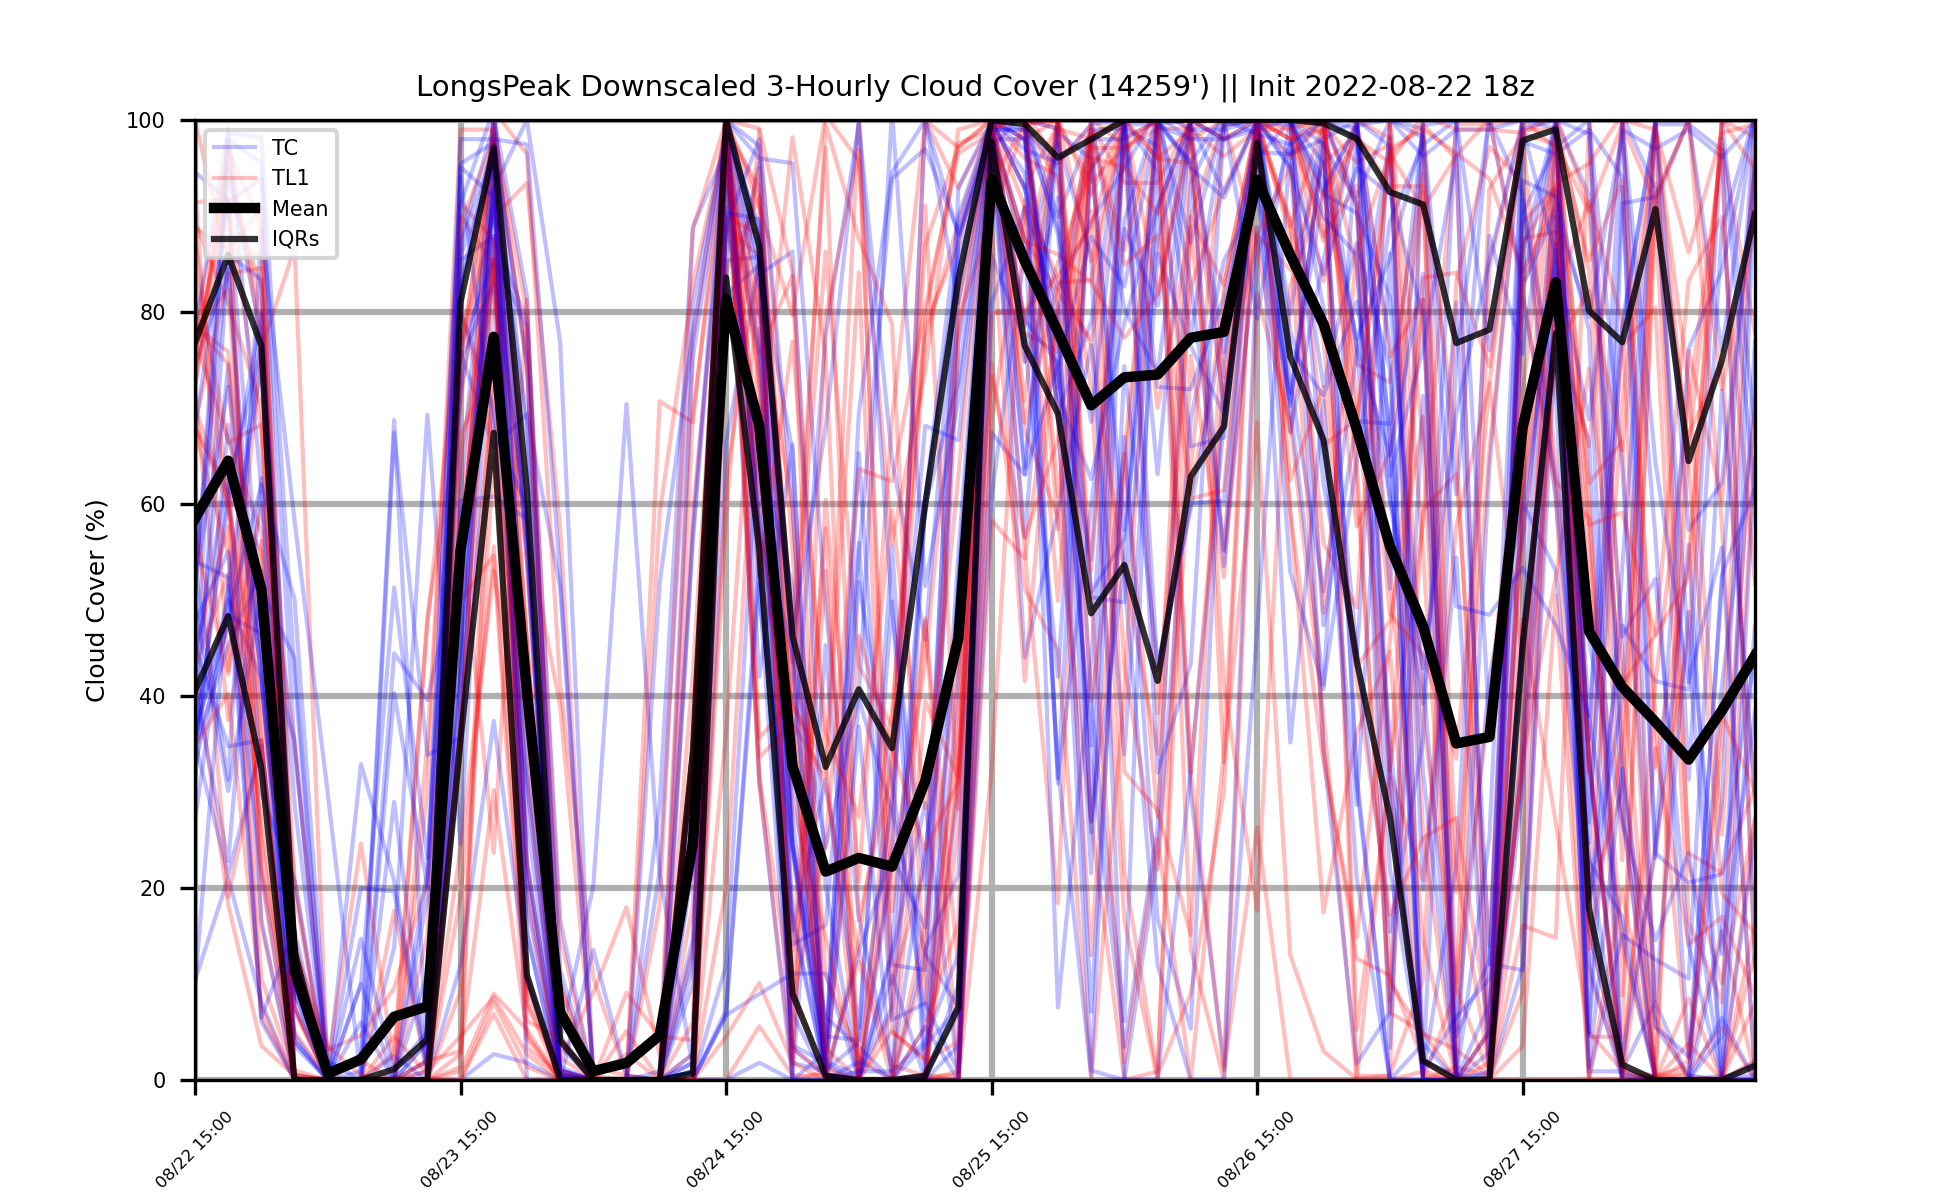 LongsPeak Downscaled 3-Hourly Cloud Cover (14259') || Init 2022-08-22 18z
Cloud Cover (%)
100
80
60
40
20
0
TC
TL1
Mean
IQRs
08/22 15:00
08/23 15:00
08/24 15:00
08/25 15:00
08/26 15:00
08/27 15:00